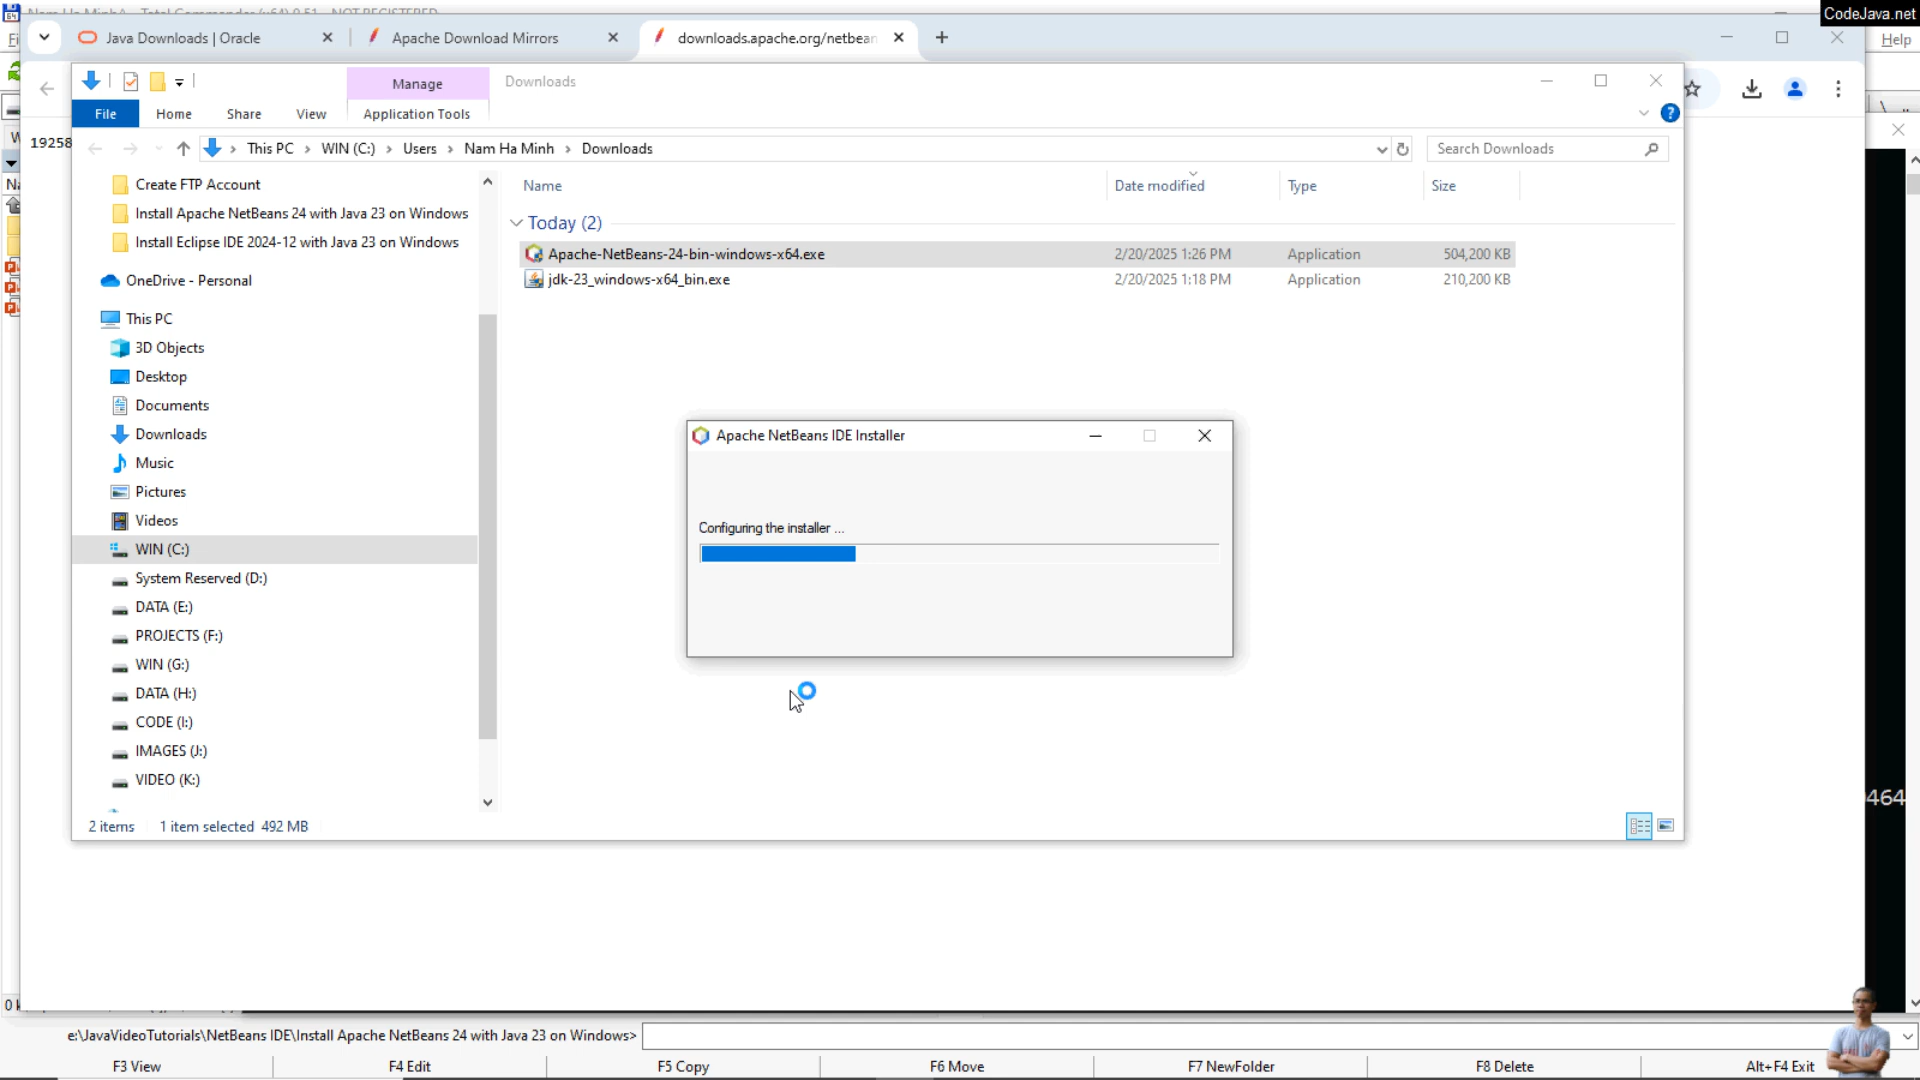 CodeJava.net
Java Downloads | Oracle
Apache Download Mirrors
downloads.apache.org/netbean
Help
Manage
Downloads
File
Home
Share
View
Application Tools
19258
This PC
WIN (C:)
Users
Nam Ha Minh
Downloads
Search Downloads
Name
Date modified
Type
Size
Create FTP Account
Install Apache NetBeans 24 with Java 23 on Windows
Install Eclipse IDE 2024-12 with Java 23 on Windows
OneDrive - Personal
This PC
3D Objects
Desktop
Documents
Downloads
Music
Pictures
Videos
WIN (C:)
System Reserved (D:)
DATA (E:)
PROJECTS (F:)
WIN (G:)
DATA (H:)
CODE (I:)
IMAGES (J:)
VIDEO (K:)
Today (2)
Apache-NetBeans-24-bin-windows-x64.exe 2/20/2025 1:26 PM Application 504,200 KB
jdk-23_windows-x64_bin.exe 2/20/2025 1:18 PM Application 210,200 KB
Apache NetBeans IDE Installer
Configuring the installer ...
464
2 items 1 item selected 492 MB
e:\JavaVideoTutorials\NetBeans IDE\Install Apache NetBeans 24 with Java 23 on Windows>
F3 View
F4 Edit
F5 Copy
F6 Move
F7 NewFolder
F8 Delete
Alt+F4 Exit